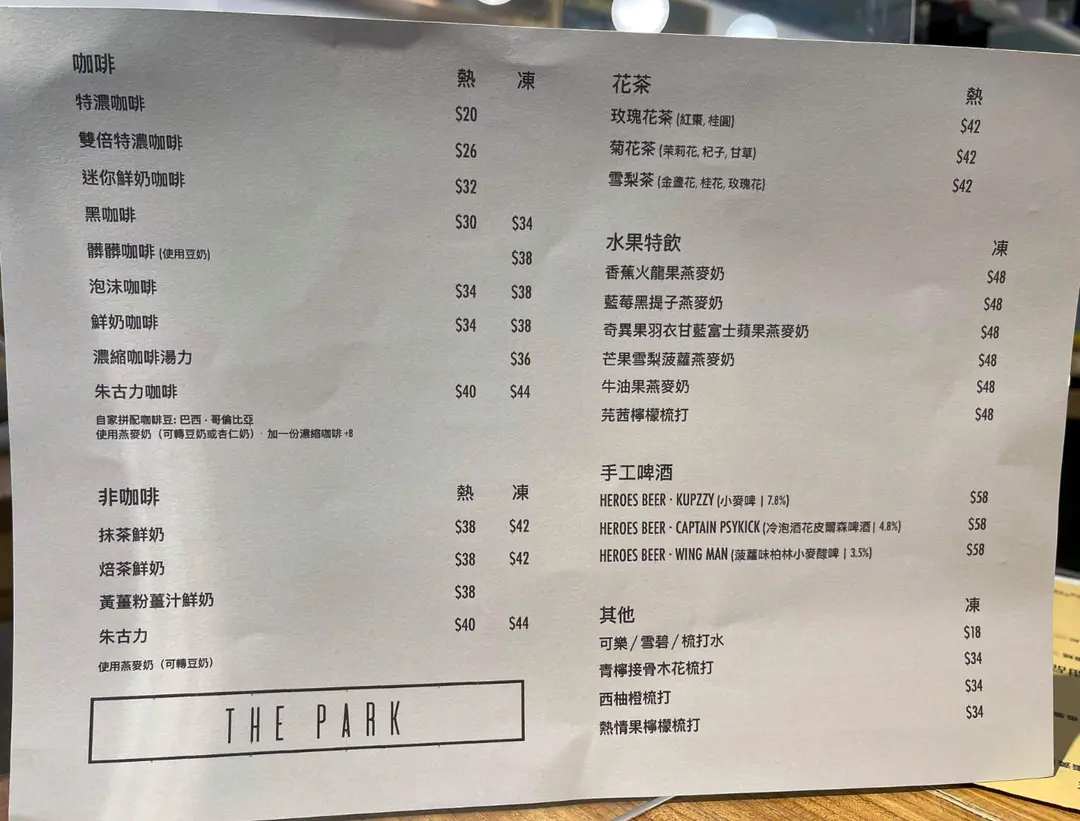 咖啡 熱 凍
特濃咖啡 $20
雙倍特濃咖啡 $26
迷你鮮奶咖啡 $32
黑咖啡 $30 $34
髒髒咖啡 (使用豆奶) $38
泡沫咖啡 $34 $38
鮮奶咖啡 $34 $38
濃縮咖啡湯力 $36
朱古力咖啡 $40 $44
自家拼配咖啡豆: 巴西 · 哥倫比亞
使用燕麥奶（可轉豆奶或杏仁奶）· 加一份濃縮咖啡 +8
非咖啡 熱 凍
抹茶鮮奶 $38 $42
焙茶鮮奶 $38 $42
黃薑粉薑汁鮮奶 $38
朱古力 $40 $44
使用燕麥奶（可轉豆奶）
THE PARK
花茶 熱
玫瑰花茶 (紅棗, 桂圓) $42
菊花茶 (茉莉花, 杞子, 甘草) $42
雪梨茶 (金盞花, 桂花, 玫瑰花) $42
水果特飲 凍
香蕉火龍果燕麥奶 $48
藍莓黑提子燕麥奶 $48
奇異果羽衣甘藍富士蘋果燕麥奶 $48
芒果雪梨菠蘿燕麥奶 $48
牛油果燕麥奶 $48
芫茜檸檬梳打 $48
手工啤酒
HEROES BEER · KUPZZY (小麥啤 | 7.8%) $58
HEROES BEER · CAPTAIN PSYKICK (冷泡酒花皮爾森啤酒 | 4.8%) $58
HEROES BEER · WING MAN (菠蘿味柏林小麥酸啤 | 3.5%) $58
其他 凍
可樂 / 雪碧 / 梳打水 $18
青檸接骨木花梳打 $34
西柚橙梳打 $34
熱情果檸檬梳打 $34